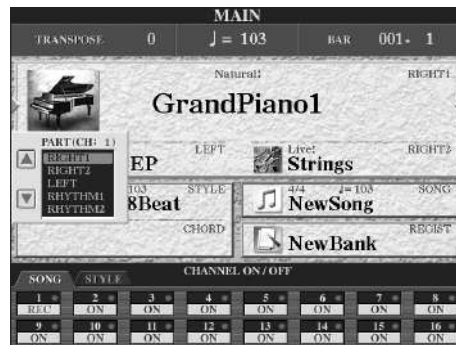 MAIN
TRANSPOSE 0 ♩= 103 BAR 001- 1
Natural! RIGHT1
GrandPiano1
PART(CH: 1)
RIGHT1
RIGHT2
LEFT
RHYTHM1
RHYTHM2
LEFT
EP
Live! RIGHT2
Strings
103 STYLE
8Beat
4/4 ♩= 103 SONG
NewSong
CHORD
REGIST
NewBank
SONG STYLE CHANNEL ON / OFF
1 2 3 4 5 6 7 8
REC ON ON ON ON ON ON ON
9 10 11 12 13 14 15 16
ON ON ON ON ON ON ON ON